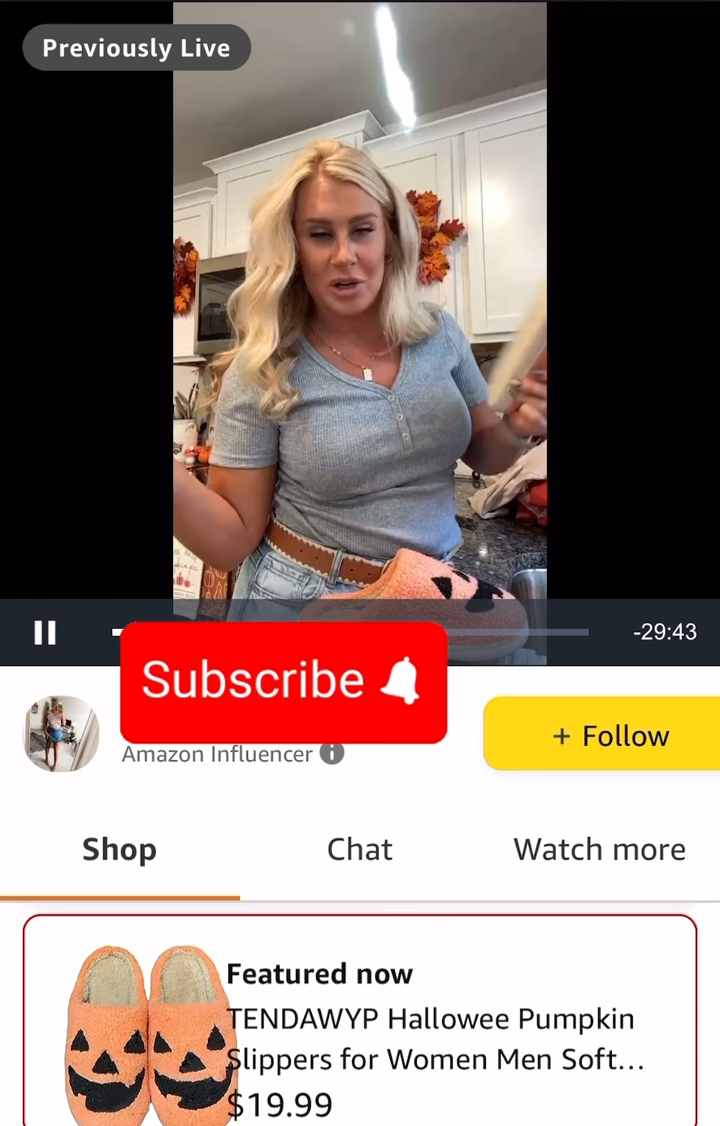 Previously Live
-29:43
Subscribe
Amazon Influencer
+ Follow
Shop
Chat
Watch more
Featured now
TENDAWYP Hallowee Pumpkin
Slippers for Women Men Soft...
$19.99